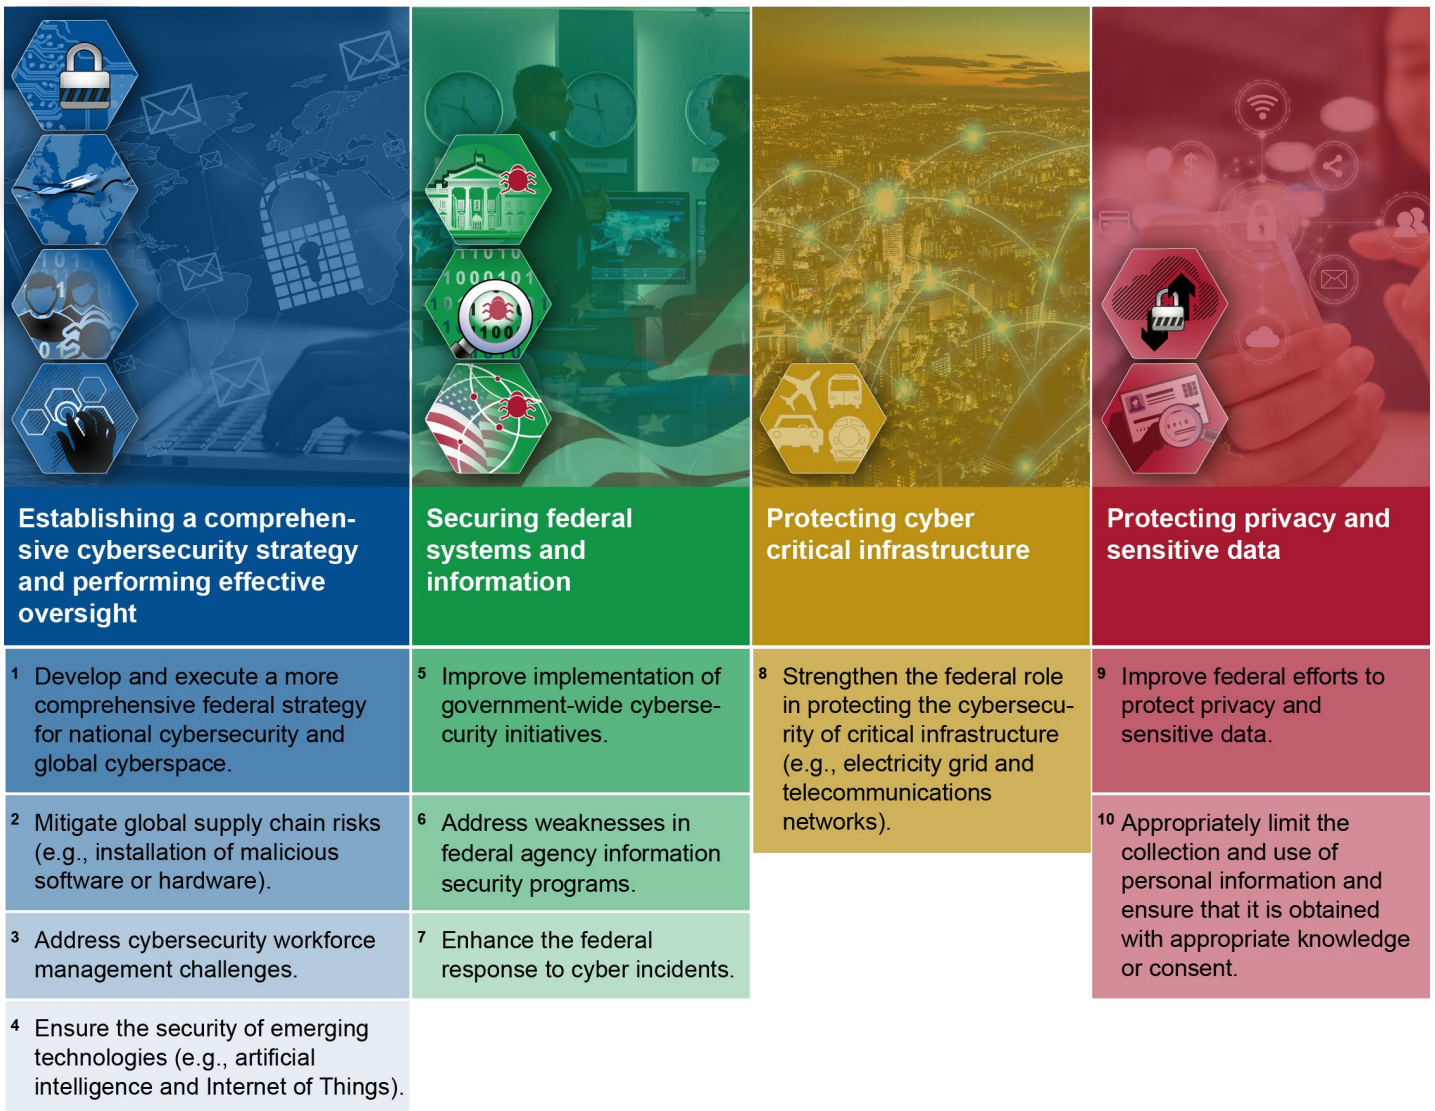 11010
1000101
1100
PARIS
Establishing a comprehen-
sive cybersecurity strategy
and performing effective
oversight
1 Develop and execute a more
comprehensive federal strategy
for national cybersecurity and
global cyberspace.
2 Mitigate global supply chain risks
(e.g., installation of malicious
software or hardware).
3 Address cybersecurity workforce
management challenges.
4 Ensure the security of emerging
technologies (e.g., artificial
intelligence and Internet of Things).
Securing federal
systems and
information
5 Improve implementation of
government-wide cyberse-
curity initiatives.
6 Address weaknesses in
federal agency information
security programs.
7 Enhance the federal
response to cyber incidents.
Protecting cyber
critical infrastructure
8 Strengthen the federal role
in protecting the cybersecu-
rity of critical infrastructure
(e.g., electricity grid and
telecommunications
networks).
Protecting privacy and
sensitive data
9 Improve federal efforts to
protect privacy and
sensitive data.
10 Appropriately limit the
collection and use of
personal information and
ensure that it is obtained
with appropriate knowledge
or consent.